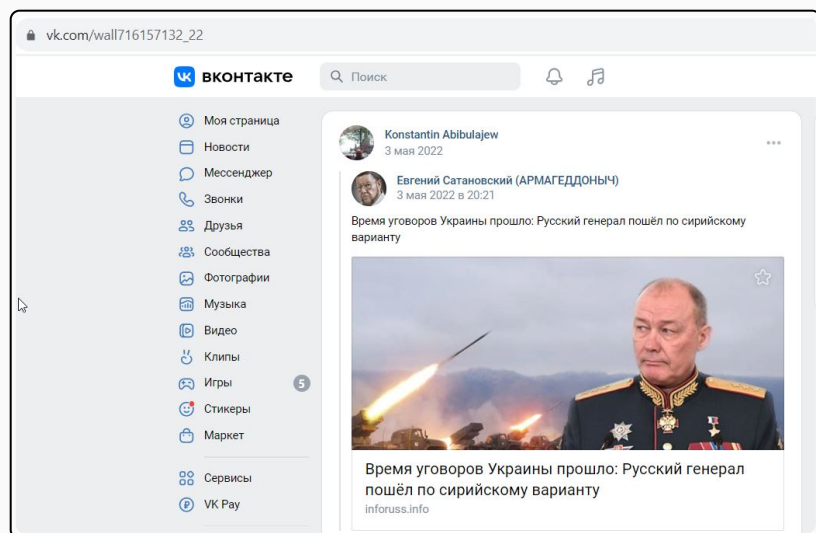 vk.com/wall716157132_22
вконтакте
Поиск
Моя страница
Новости
Мессенджер
Звонки
Друзья
Сообщества
Фотографии
Музыка
Видео
Клипы
Игры 5
Стикеры
Маркет
Сервисы
VK Pay
Konstantin Abibulajew
3 мая 2022
Евгений Сатановский (АРМАГЕДДОНЫЧ)
3 мая 2022 в 20:21
Время уговоров Украины прошло: Русский генерал пошёл по сирийскому
варианту
Время уговоров Украины прошло: Русский генерал
пошёл по сирийскому варианту
inforuss.info